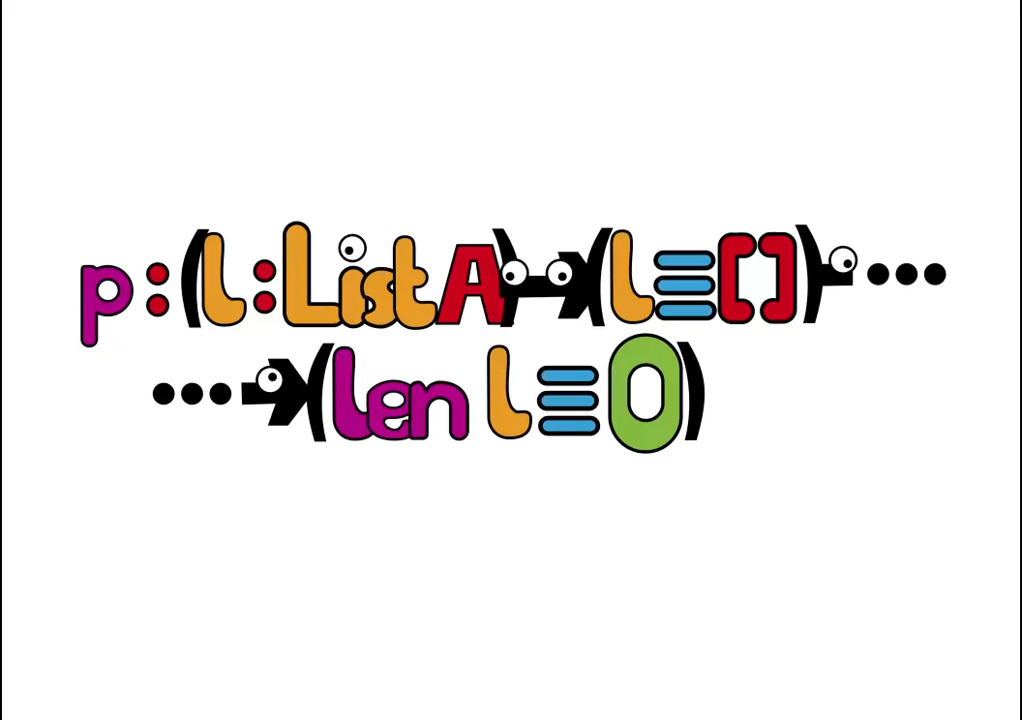 p : (l : List A) → (l ≡ []) - •••
••• → (len l ≡ 0)